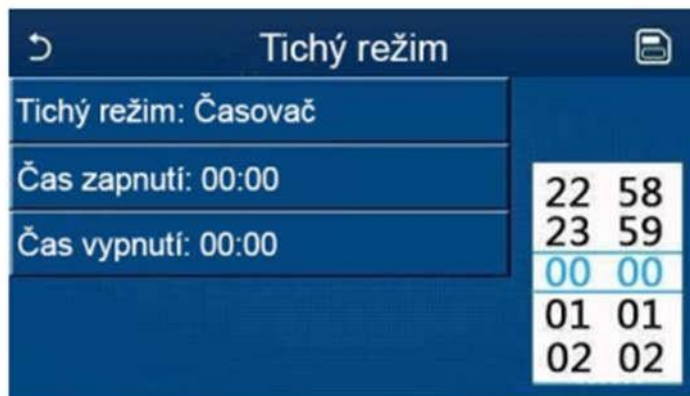 Tichý režim
Tichý režim: Časovač
Čas zapnutí: 00:00
Čas vypnutí: 00:00
22 58
23 59
00 00
01 01
02 02